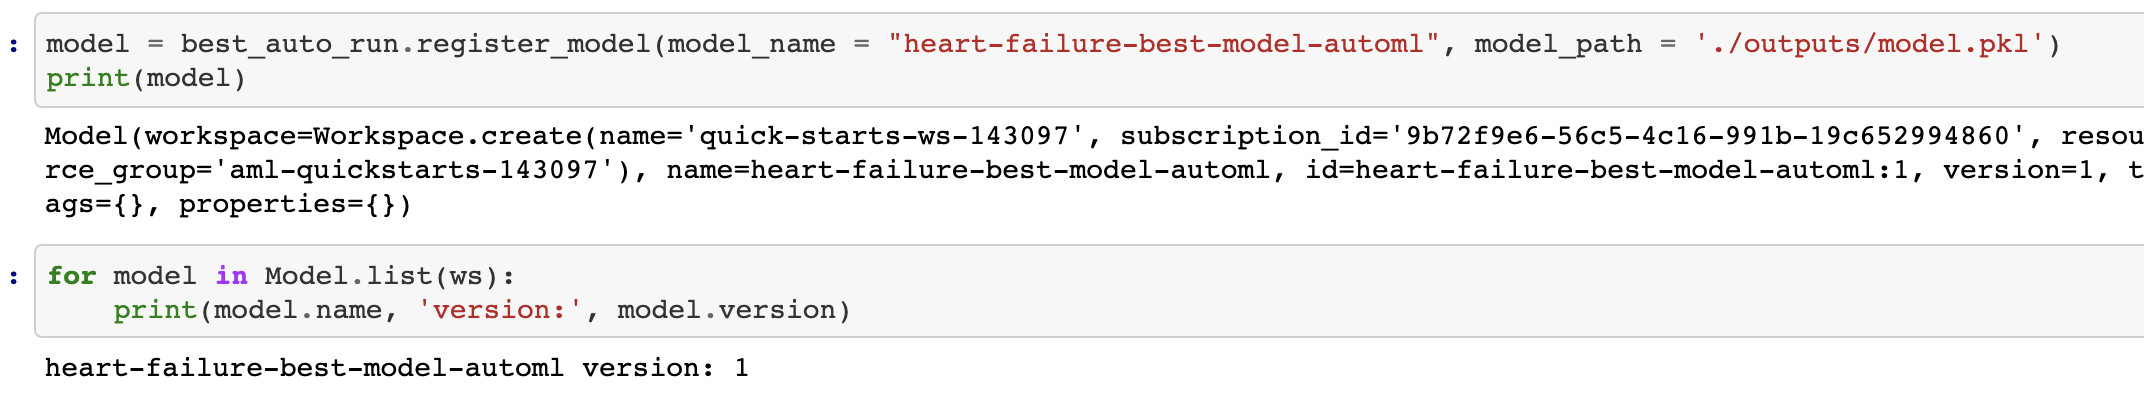 : model = best_auto_run.register_model(model_name = "heart-failure-best-model-automl", model_path = './outputs/model.pkl')
print(model)
Model(workspace=Workspace.create(name='quick-starts-ws-143097', subscription_id='9b72f9e6-56c5-4c16-991b-19c652994860', resou
rce_group='aml-quickstarts-143097'), name=heart-failure-best-model-automl, id=heart-failure-best-model-automl:1, version=1, t
ags={}, properties={})
: for model in Model.list(ws):
    print(model.name, 'version:', model.version)
heart-failure-best-model-automl version: 1